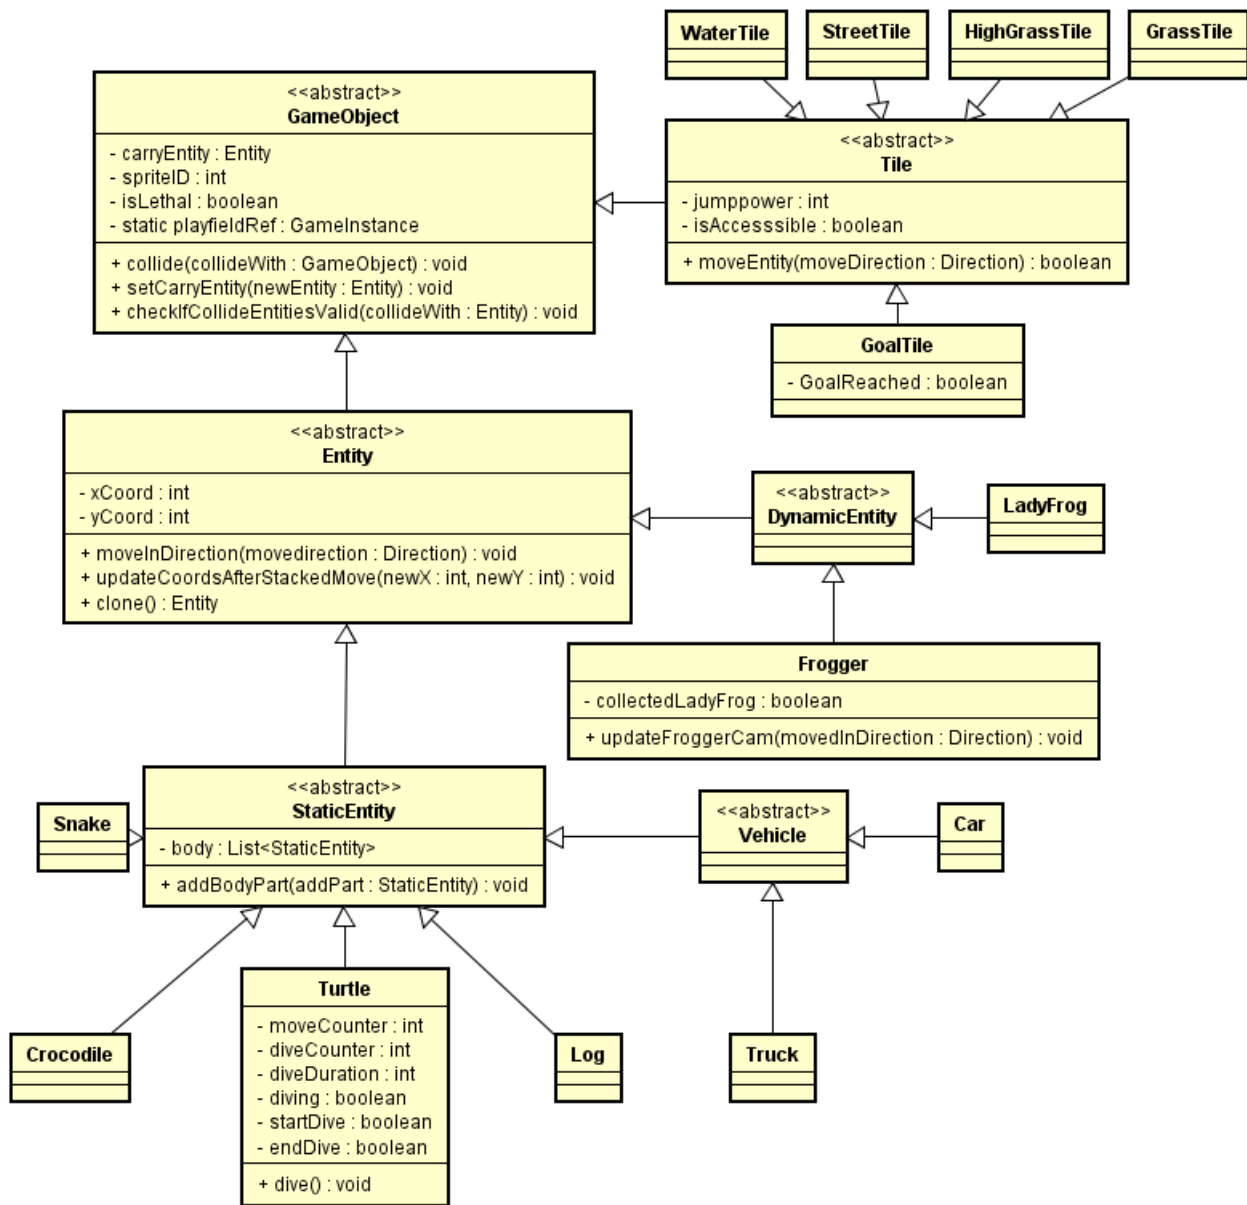 WaterTile
StreetTile
HighGrassTile
GrassTile
<<abstract>>
GameObject
- carryEntity : Entity
- spriteID : int
- isLethal : boolean
- static playfieldRef : GameInstance
+ collide(collideWith : GameObject) : void
+ setCarryEntity(newEntity : Entity) : void
+ checkIfCollideEntitiesValid(collideWith : Entity) : void
<<abstract>>
Tile
- jumppower : int
- isAccesssible : boolean
+ moveEntity(moveDirection : Direction) : boolean
GoalTile
- GoalReached : boolean
<<abstract>>
Entity
- xCoord : int
- yCoord : int
+ moveInDirection(movedirection : Direction) : void
+ updateCoordsAfterStackedMove(newX : int, newY : int) : void
+ clone() : Entity
<<abstract>>
DynamicEntity
LadyFrog
Frogger
- collectedLadyFrog : boolean
+ updateFroggerCam(movedInDirection : Direction) : void
<<abstract>>
StaticEntity
- body : List<StaticEntity>
+ addBodyPart(addPart : StaticEntity) : void
Snake
<<abstract>>
Vehicle
Car
Turtle
- moveCounter : int
- diveCounter : int
- diveDuration : int
- diving : boolean
- startDive : boolean
- endDive : boolean
+ dive() : void
Crocodile
Log
Truck